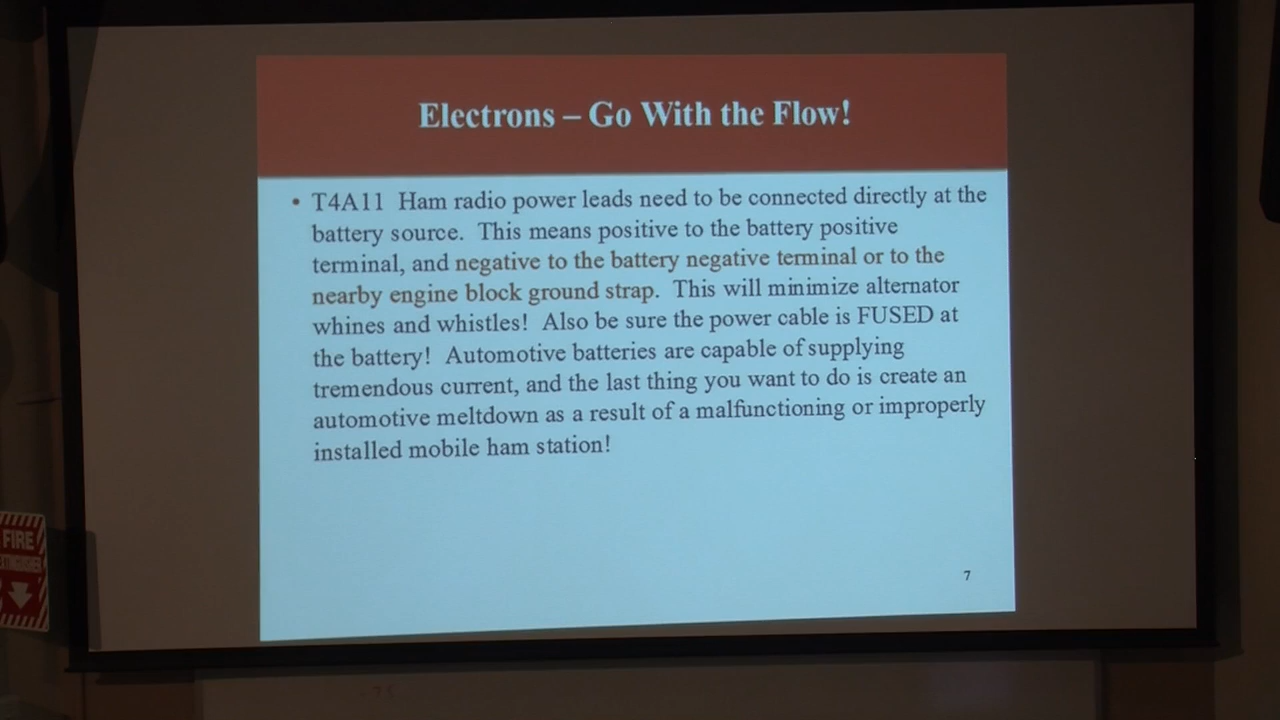 Electrons – Go With the Flow!
• T4A11 Ham radio power leads need to be connected directly at the
battery source. This means positive to the battery positive
terminal, and negative to the battery negative terminal or to the
nearby engine block ground strap. This will minimize alternator
whines and whistles! Also be sure the power cable is FUSED at
the battery! Automotive batteries are capable of supplying
tremendous current, and the last thing you want to do is create an
automotive meltdown as a result of a malfunctioning or improperly
installed mobile ham station!
7
FIRE
EXTINGUISHER